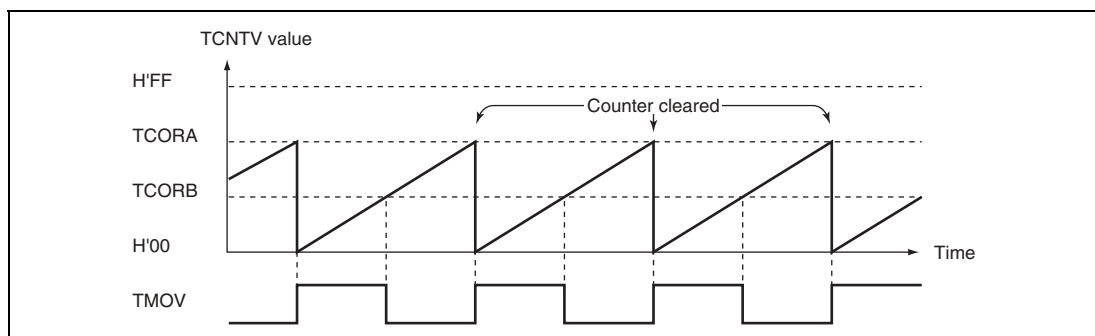 TCNTV value
H'FF
Counter cleared
TCORA
TCORB
H'00
Time
TMOV